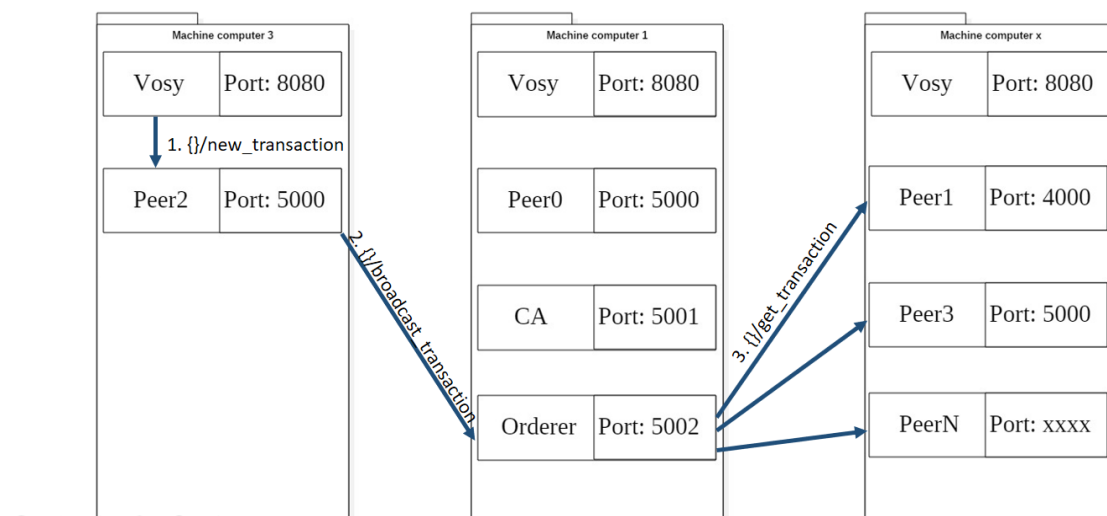 Machine computer 3
Vosy Port: 8080
1. {}/new_transaction
Peer2 Port: 5000
2. {}/broadcast_transaction
Machine computer 1
Vosy Port: 8080
Peer0 Port: 5000
CA Port: 5001
Orderer Port: 5002
3. {}/get_transaction
Machine computer x
Vosy Port: 8080
Peer1 Port: 4000
Peer3 Port: 5000
PeerN Port: xxxx